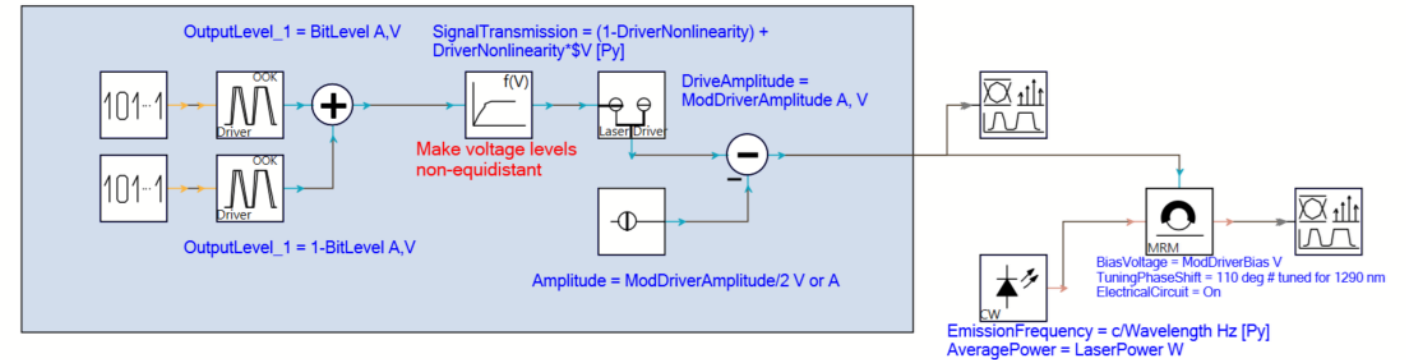 OutputLevel_1 = BitLevel A,V
SignalTransmission = (1-DriverNonlinearity) +
DriverNonlinearity*$V [Py]
101···1
OOK
Driver
+
f(V)
Laser Driver
DriveAmplitude =
ModDriverAmplitude A, V
Make voltage levels
non-equidistant
101···1
OOK
Driver
OutputLevel_1 = 1-BitLevel A,V
Amplitude = ModDriverAmplitude/2 V or A
MRM
BiasVoltage = ModDriverBias V
TuningPhaseShift = 110 deg # tuned for 1290 nm
ElectricalCircuit = On
CW
EmissionFrequency = c/Wavelength Hz [Py]
AveragePower = LaserPower W